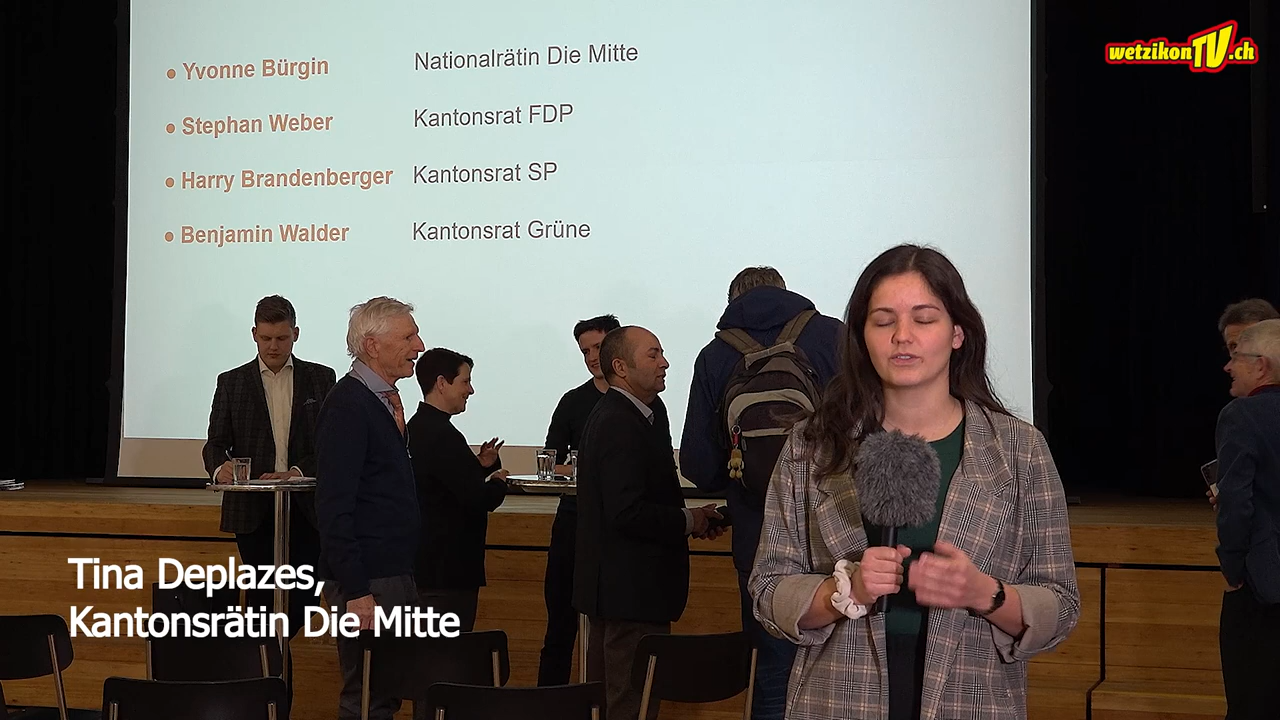 wetzikonTV.ch
• Yvonne Bürgin Nationalrätin Die Mitte
• Stephan Weber Kantonsrat FDP
• Harry Brandenberger Kantonsrat SP
• Benjamin Walder Kantonsrat Grüne
Tina Deplazes,
Kantonsrätin Die Mitte